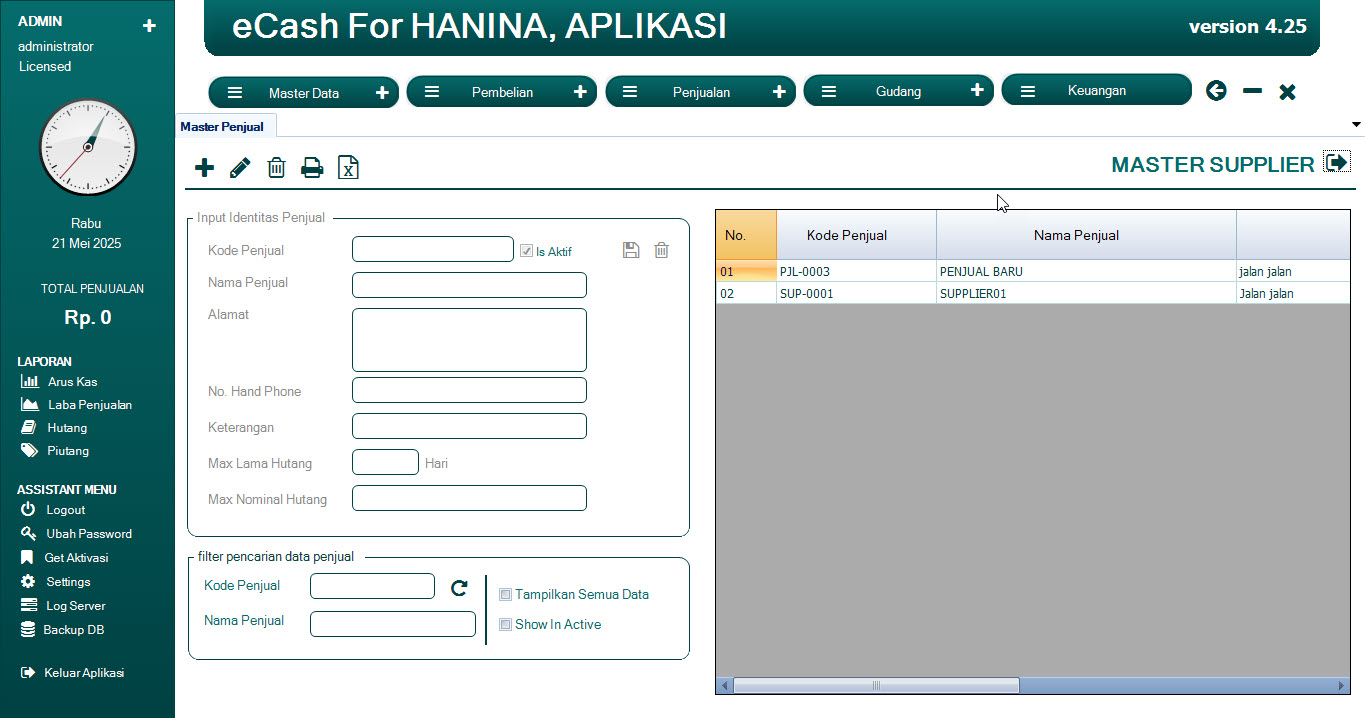 ADMIN
administrator
Licensed
Rabu
21 Mei 2025
TOTAL PENJUALAN
Rp. 0
LAPORAN
Arus Kas
Laba Penjualan
Hutang
Piutang
ASSISTANT MENU
Logout
Ubah Password
Get Aktivasi
Settings
Log Server
Backup DB
Keluar Aplikasi
eCash For HANINA, APLIKASI
version 4.25
Master Data
Pembelian
Penjualan
Gudang
Keuangan
Master Penjual
MASTER SUPPLIER
Input Identitas Penjual
Kode Penjual
Is Aktif
Nama Penjual
Alamat
No. Hand Phone
Keterangan
Max Lama Hutang
Hari
Max Nominal Hutang
filter pencarian data penjual
Kode Penjual
Nama Penjual
Tampilkan Semua Data
Show In Active
No. Kode Penjual Nama Penjual
01 PJL-0003 PENJUAL BARU jalan jalan
02 SUP-0001 SUPPLIER01 Jalan jalan